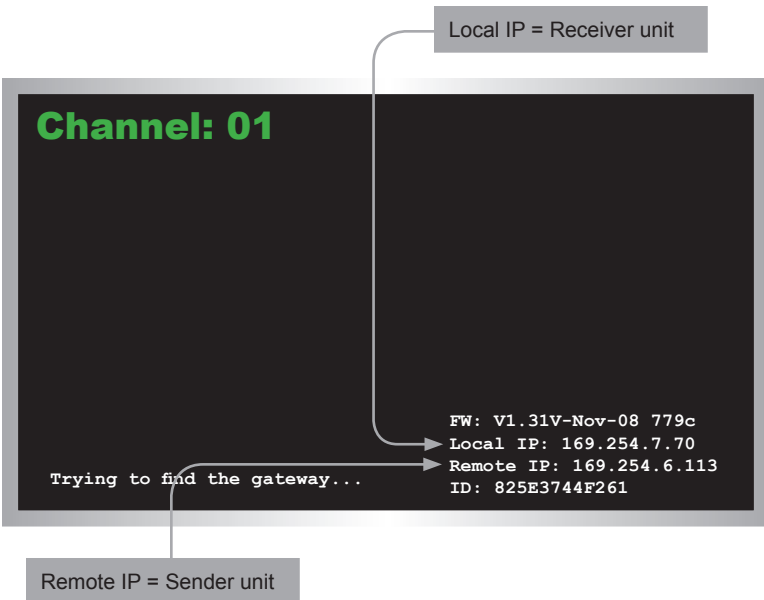 Local IP = Receiver unit
Channel: 01
FW: V1.31V-Nov-08 779c
Local IP: 169.254.7.70
Remote IP: 169.254.6.113
Trying to find the gateway...
ID: 825E3744F261
Remote IP = Sender unit